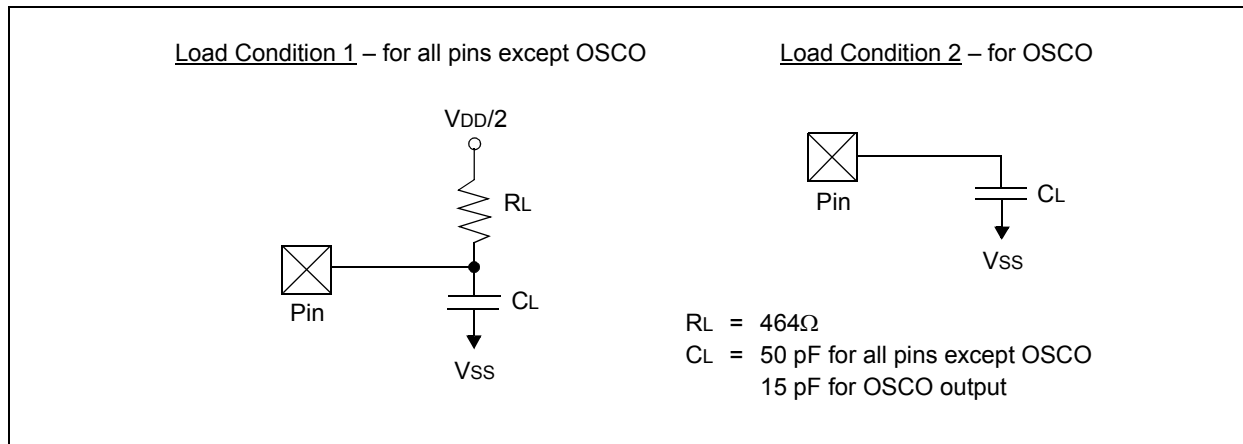 Load Condition 1 – for all pins except OSCO
VDD/2
RL
Pin
CL
VSS
Load Condition 2 – for OSCO
Pin
CL
VSS
RL = 464Ω
CL = 50 pF for all pins except OSCO
15 pF for OSCO output